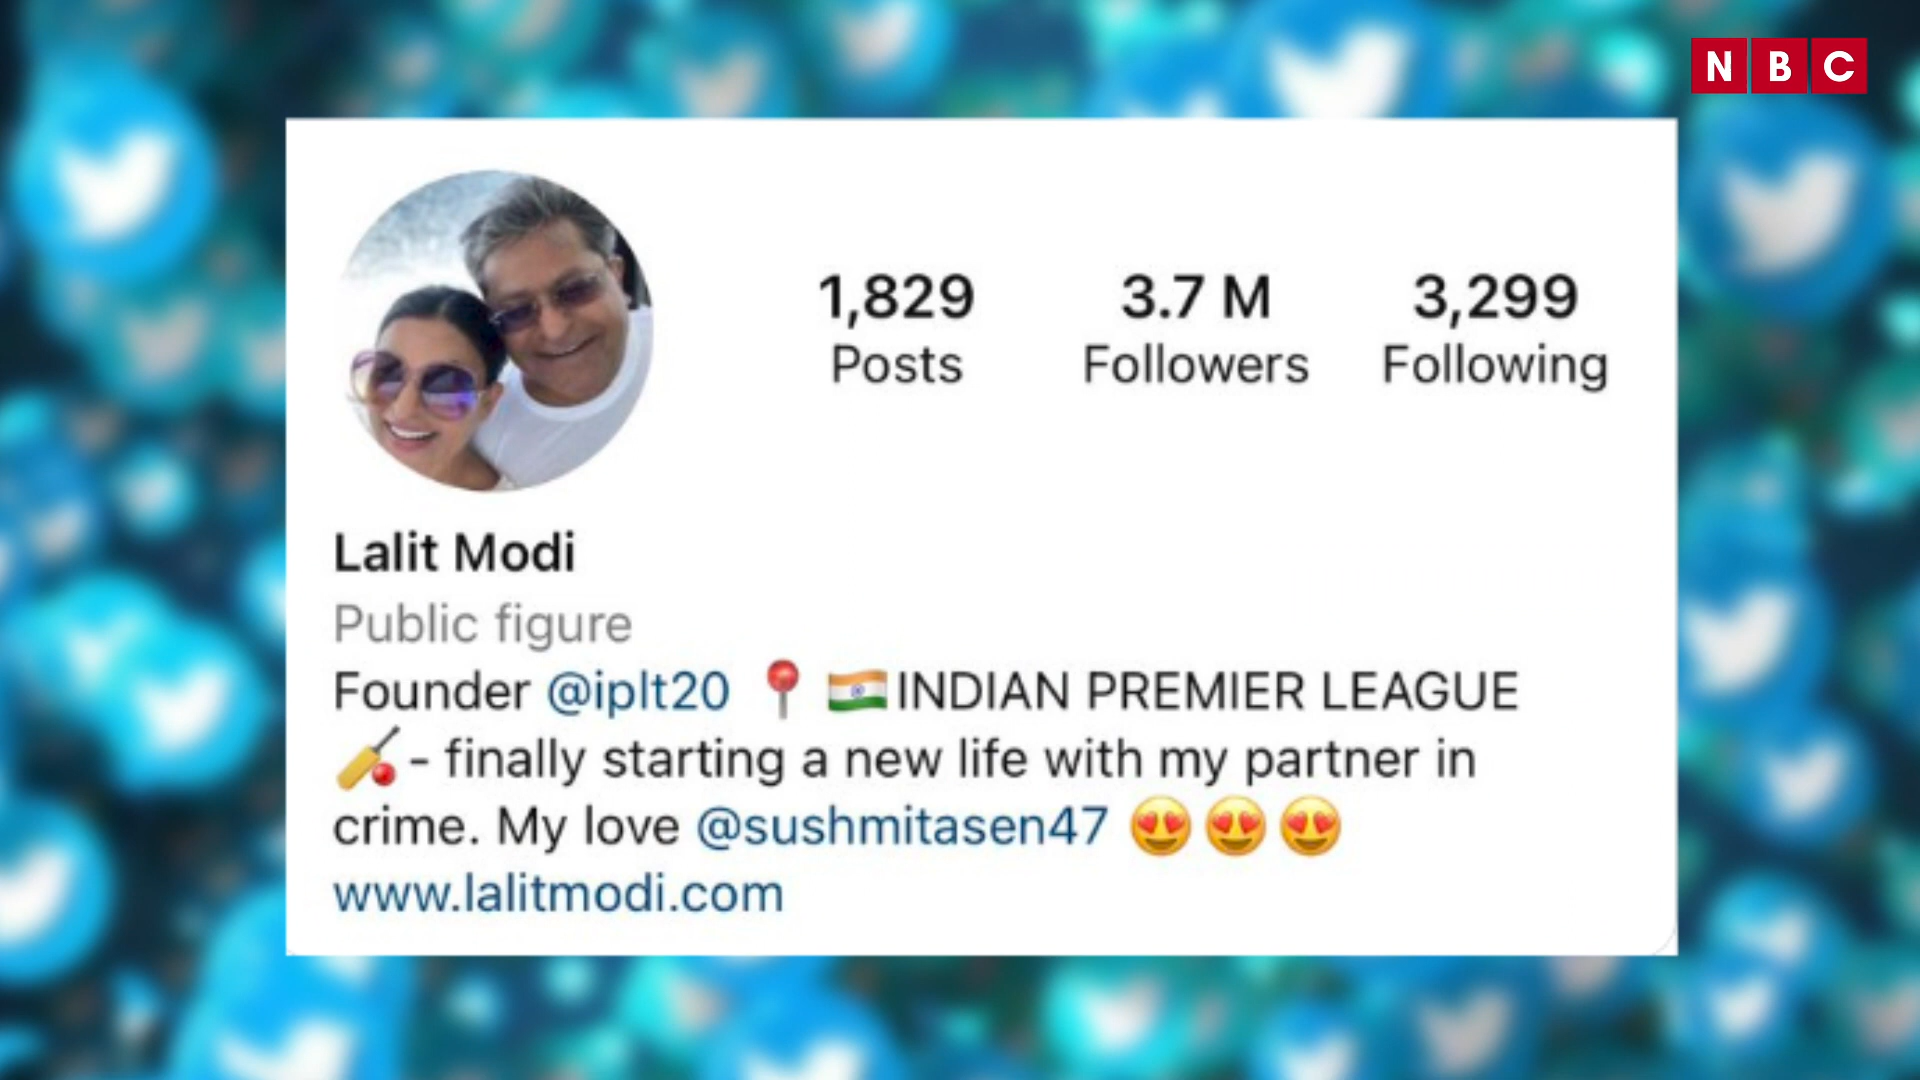 NBC
1,829 3.7 M 3,299
Posts Followers Following
Lalit Modi
Public figure
Founder @iplt20 📍 🇮🇳INDIAN PREMIER LEAGUE
🏏- finally starting a new life with my partner in
crime. My love @sushmitasen47 😍😍😍
www.lalitmodi.com